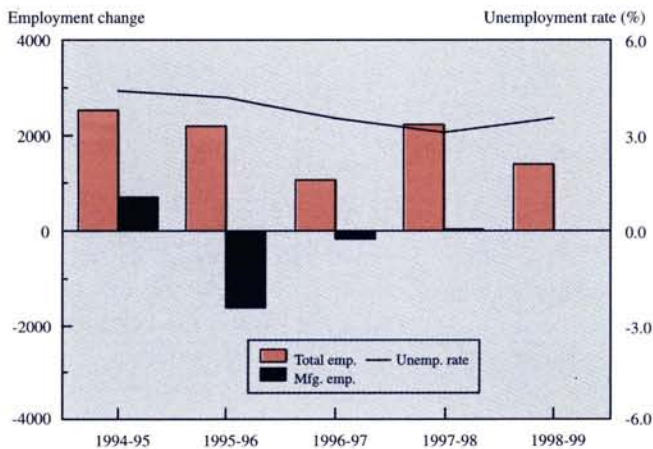 Employment change Unemployment rate (%)
4000 6.0
2000 3.0
0 0.0
-2000 -3.0
Total emp. Unemp. rate
Mfg. emp.
-4000 -6.0
1994-95 1995-96 1996-97 1997-98 1998-99